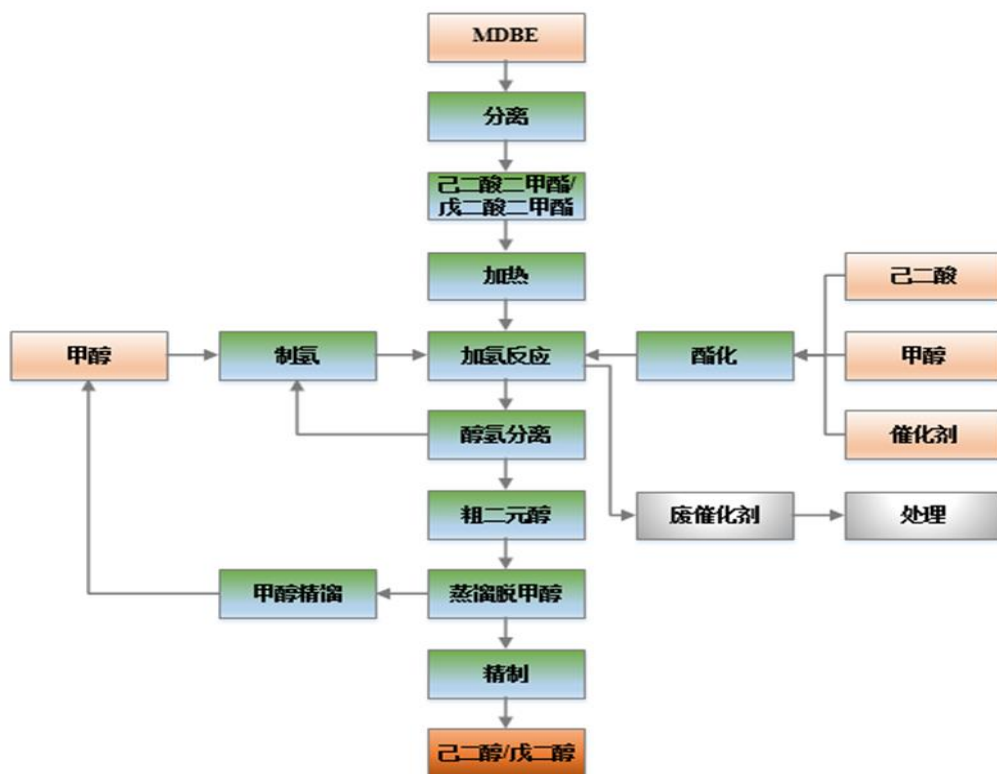 MDBE
分离
己二酸二甲酯/
戊二酸二甲酯
加热
己二酸
甲醇
制氢
加氢反应
酯化
甲醇
醇氢分离
催化剂
粗二元醇
废催化剂
处理
甲醇精馏
蒸馏脱甲醇
精制
己二醇/戊二醇